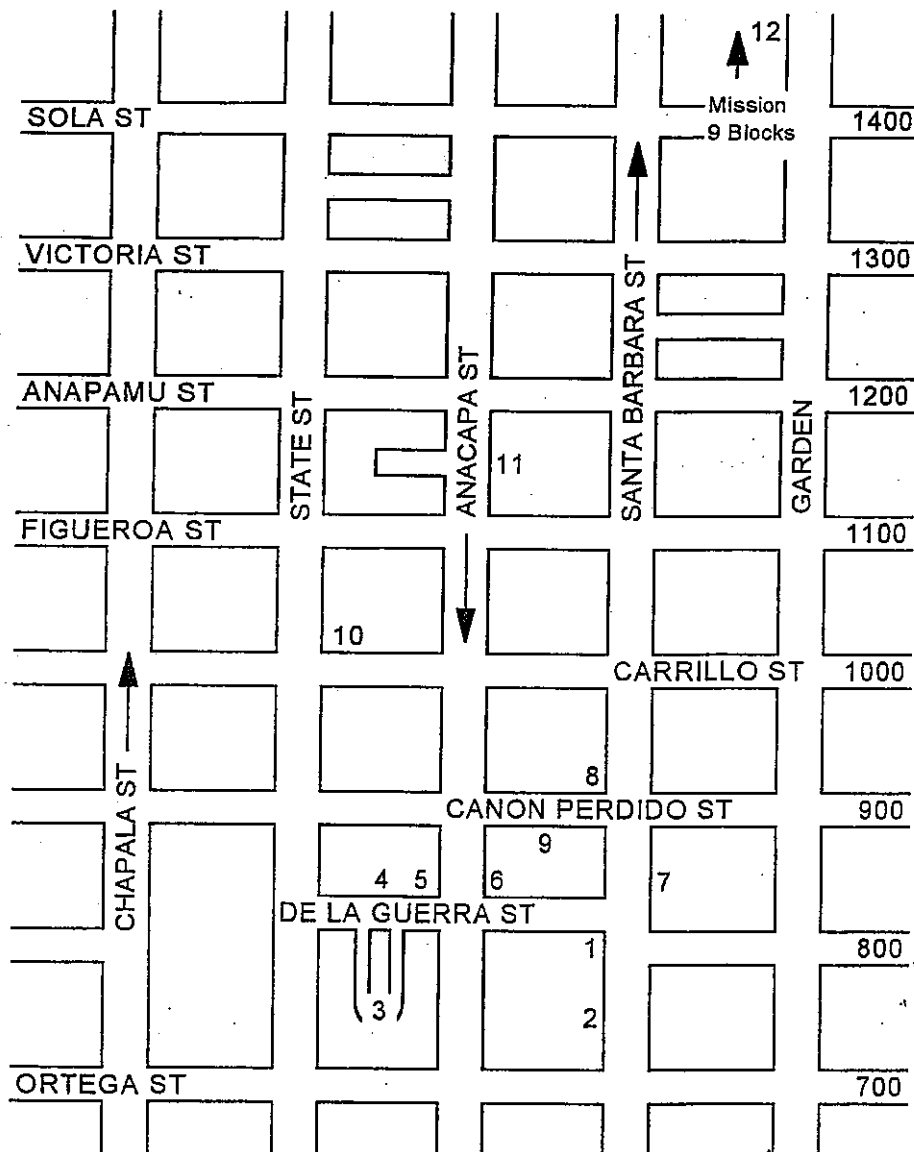 12
Mission
9 Blocks
SOLA ST
1400
VICTORIA ST
1300
ANAPAMU ST
1200
STATE ST
ANACAPA ST
SANTA BARBARA ST
GARDEN
11
FIGUEROA ST
1100
10
CARRILLO ST 1000
CHAPALA ST
8
CANON PERDIDO ST
900
9
4 5 6 7
DE LA GUERRA ST
1
800
3 2
ORTEGA ST
700